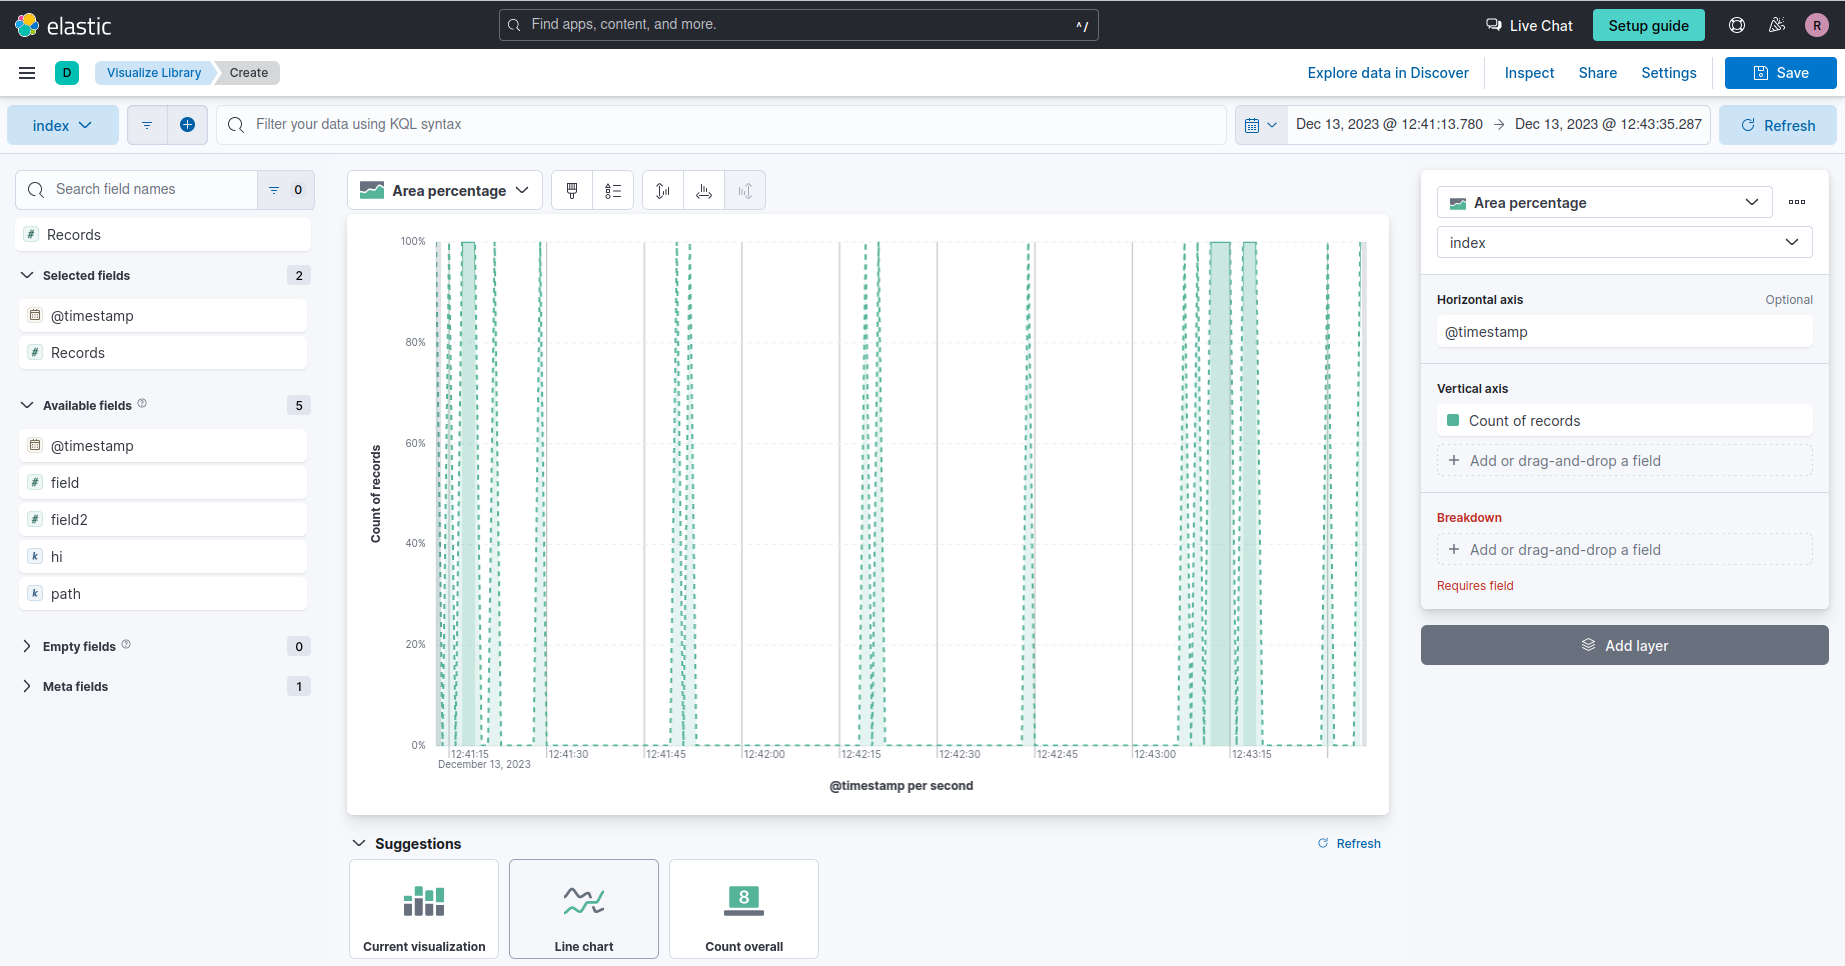 elastic
Find apps, content, and more.
^/
Live Chat
Setup guide
R
D
Visualize Library
Create
Explore data in Discover
Inspect
Share
Settings
Save
index
Filter your data using KQL syntax
Dec 13, 2023 @ 12:41:13.780 → Dec 13, 2023 @ 12:43:35.287
Refresh
Search field names
0
# Records
Selected fields
2
@timestamp
# Records
Available fields
5
@timestamp
# field
# field2
k hi
k path
Empty fields
0
Meta fields
1
Area percentage
100%
80%
60%
40%
20%
0%
Count of records
12:41:15
12:41:30
12:41:45
12:42:00
12:42:15
12:42:30
12:42:45
12:43:00
12:43:15
December 13, 2023
@timestamp per second
Suggestions
Refresh
Current visualization
Line chart
8
Count overall
Area percentage
index
Horizontal axis
Optional
@timestamp
Vertical axis
Count of records
+ Add or drag-and-drop a field
Breakdown
+ Add or drag-and-drop a field
Requires field
Add layer